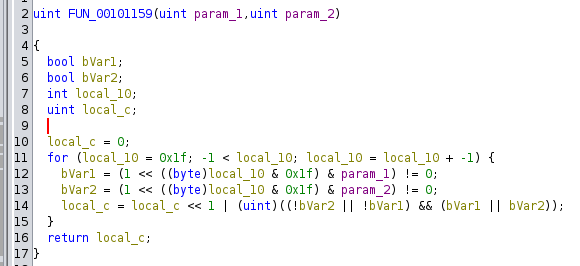 2 uint FUN_00101159(uint param_1,uint param_2)
3
4 {
5 bool bVar1;
6 bool bVar2;
7 int local_10;
8 uint local_c;
9
10 local_c = 0;
11 for (local_10 = 0x1f; -1 < local_10; local_10 = local_10 + -1) {
12 bVar1 = (1 << ((byte)local_10 & 0x1f) & param_1) != 0;
13 bVar2 = (1 << ((byte)local_10 & 0x1f) & param_2) != 0;
14 local_c = local_c << 1 | (uint)((!bVar2 || !bVar1) && (bVar1 || bVar2));
15 }
16 return local_c;
17 }